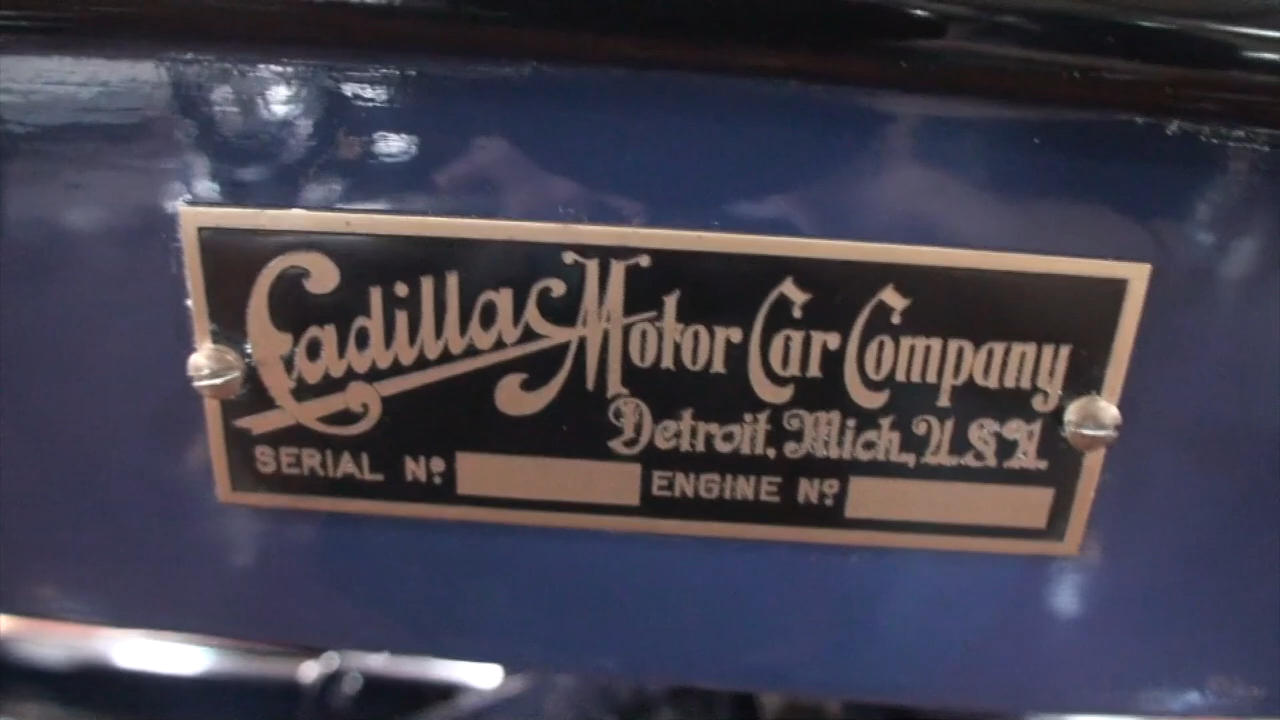 Cadillac Motor Car Company
Detroit, Mich., U.S.A.
SERIAL Nº ENGINE Nº